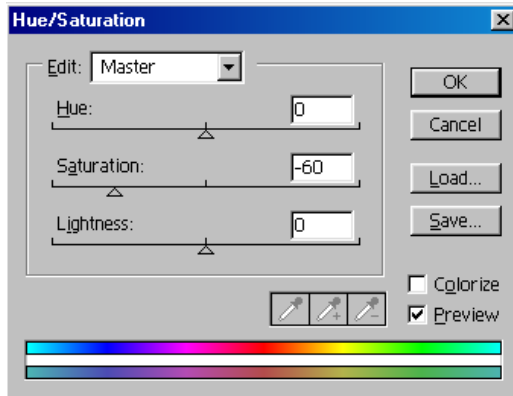 Hue/Saturation
Edit: Master
OK
Hue: 0
Cancel
Saturation: -60
Load...
Lightness: 0
Save...
Colorize
Preview